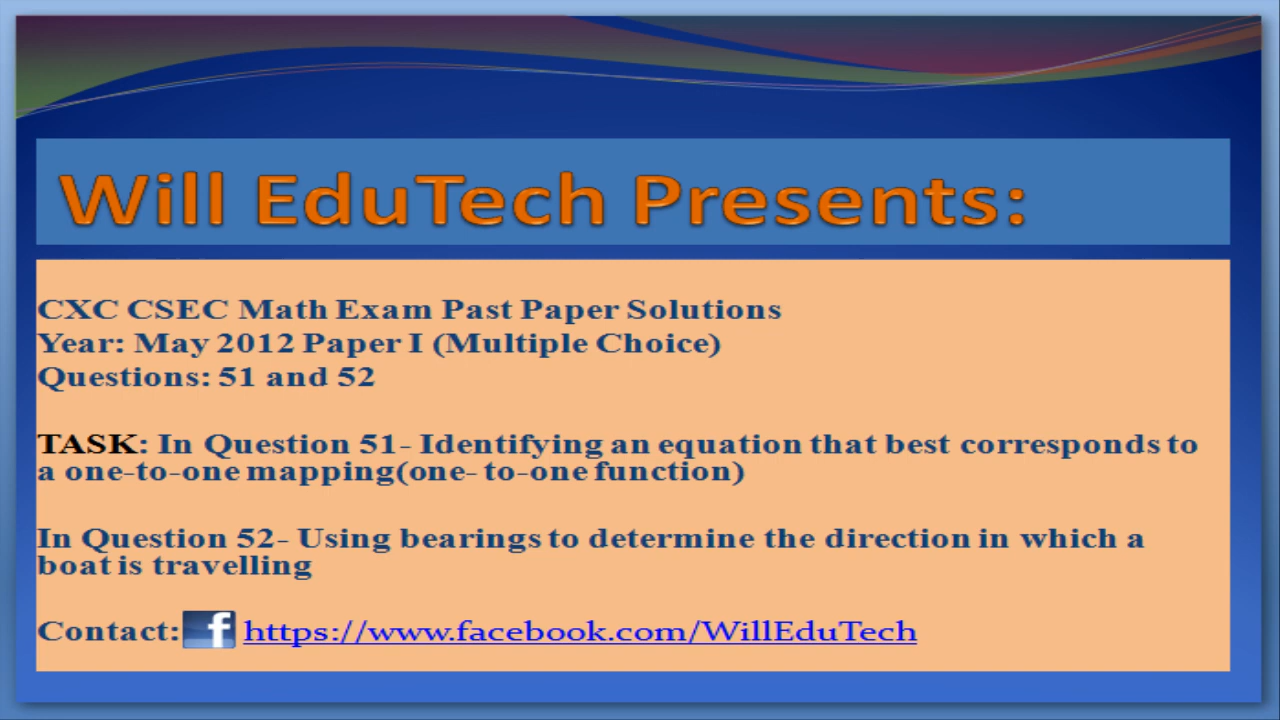 Will EduTech Presents:
CXC CSEC Math Exam Past Paper Solutions
Year: May 2012 Paper I (Multiple Choice)
Questions: 51 and 52
TASK: In Question 51- Identifying an equation that best corresponds to
a one-to-one mapping(one- to-one function)
In Question 52- Using bearings to determine the direction in which a
boat is travelling
Contact: f https://www.facebook.com/WillEduTech